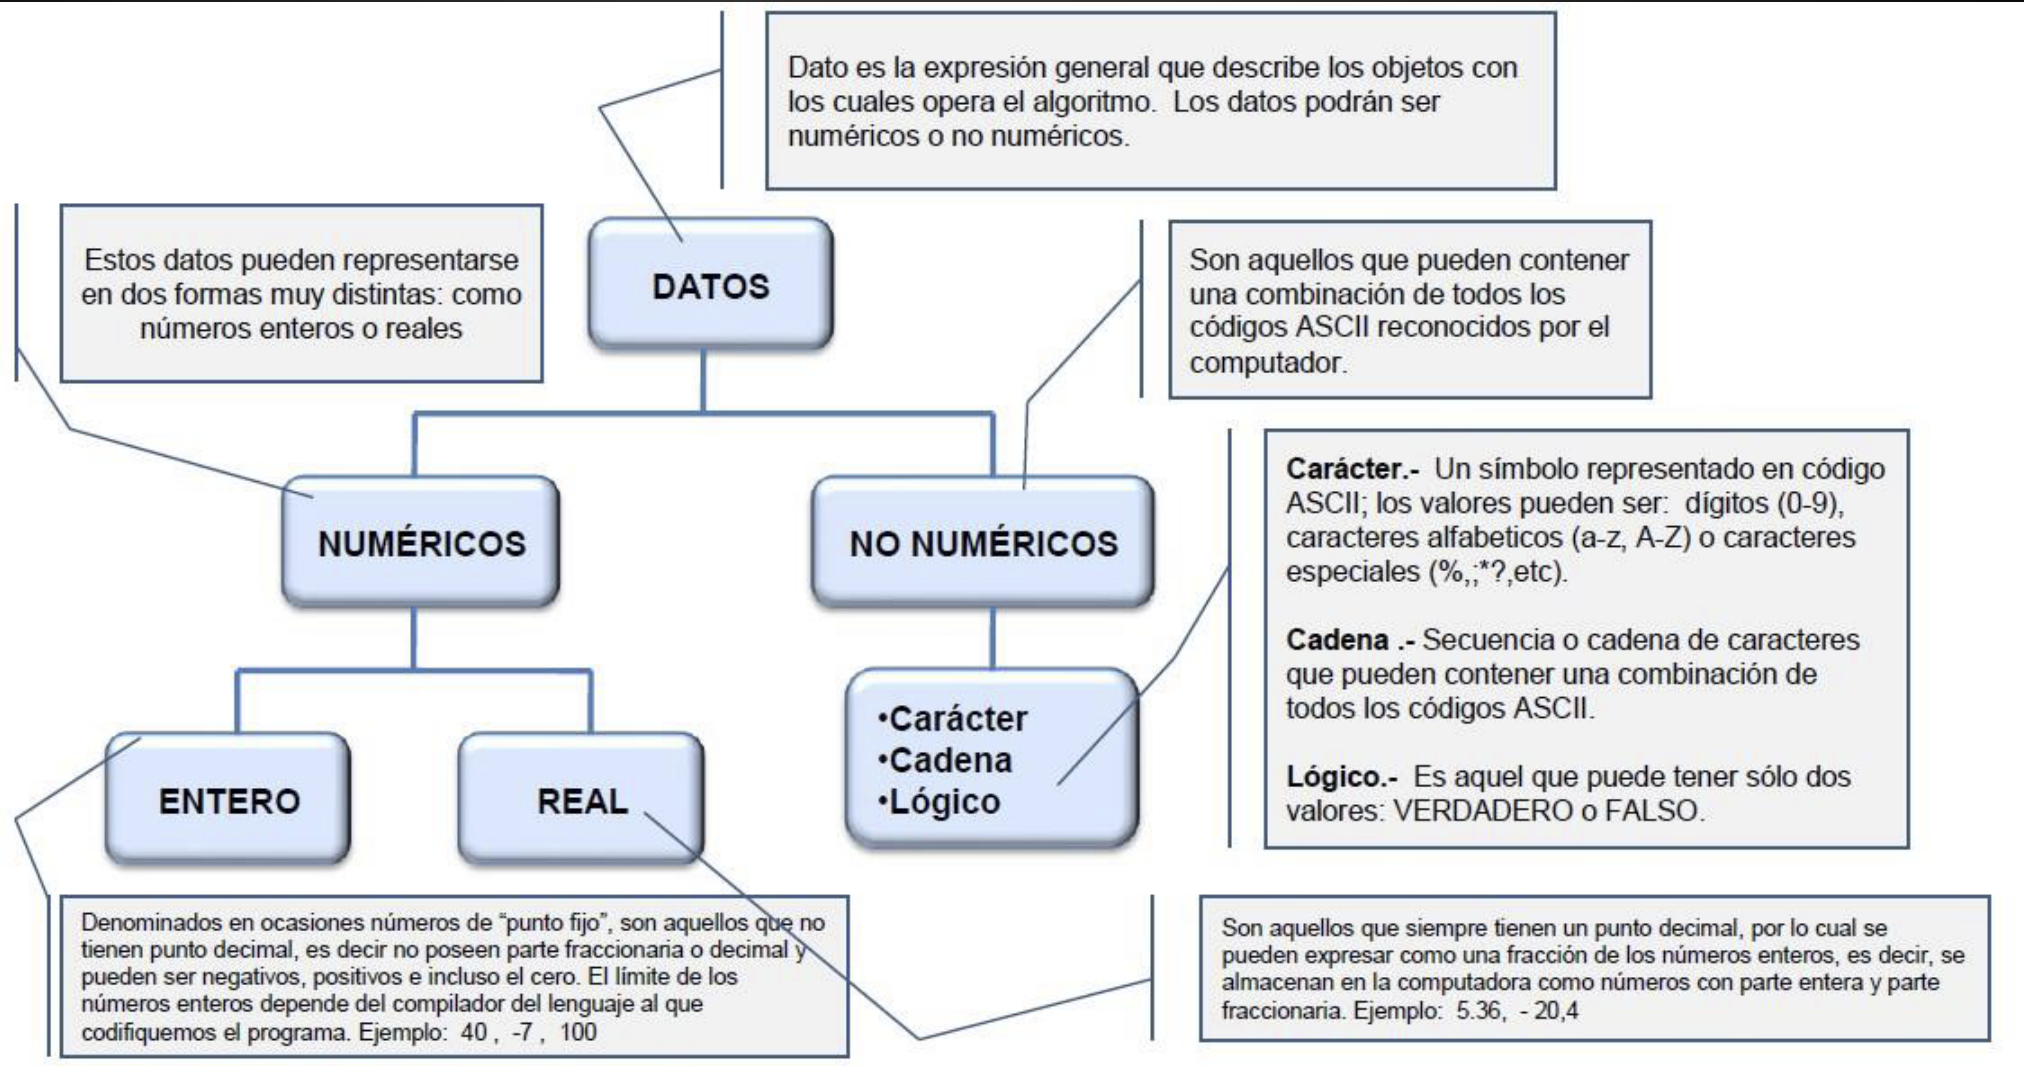 Dato es la expresión general que describe los objetos con
los cuales opera el algoritmo. Los datos podrán ser
numéricos o no numéricos.
Estos datos pueden representarse
en dos formas muy distintas: como
números enteros o reales
DATOS
Son aquellos que pueden contener
una combinación de todos los
códigos ASCII reconocidos por el
computador.
NUMÉRICOS
NO NUMÉRICOS
Carácter.- Un símbolo representado en código
ASCII; los valores pueden ser: dígitos (0-9),
caracteres alfabeticos (a-z, A-Z) o caracteres
especiales (%,;*?,etc).
Cadena .- Secuencia o cadena de caracteres
que pueden contener una combinación de
todos los códigos ASCII.
Lógico.- Es aquel que puede tener sólo dos
valores: VERDADERO o FALSO.
ENTERO
REAL
•Carácter
•Cadena
•Lógico
Denominados en ocasiones números de “punto fijo”, son aquellos que no
tienen punto decimal, es decir no poseen parte fraccionaria o decimal y
pueden ser negativos, positivos e incluso el cero. El límite de los
números enteros depende del compilador del lenguaje al que
codifiquemos el programa. Ejemplo: 40 , -7 , 100
Son aquellos que siempre tienen un punto decimal, por lo cual se
pueden expresar como una fracción de los números enteros, es decir, se
almacenan en la computadora como números con parte entera y parte
fraccionaria. Ejemplo: 5.36, - 20,4